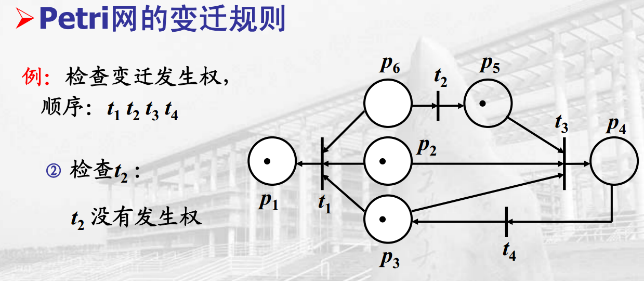 ➢Petri网的变迁规则
例：检查变迁发生权，
顺序：t₁ t₂ t₃ t₄
② 检查t₂：
t₂ 没有发生权
p₆ t₂ p₅
t₃ p₄
p₂
p₁ t₁
p₃ t₄